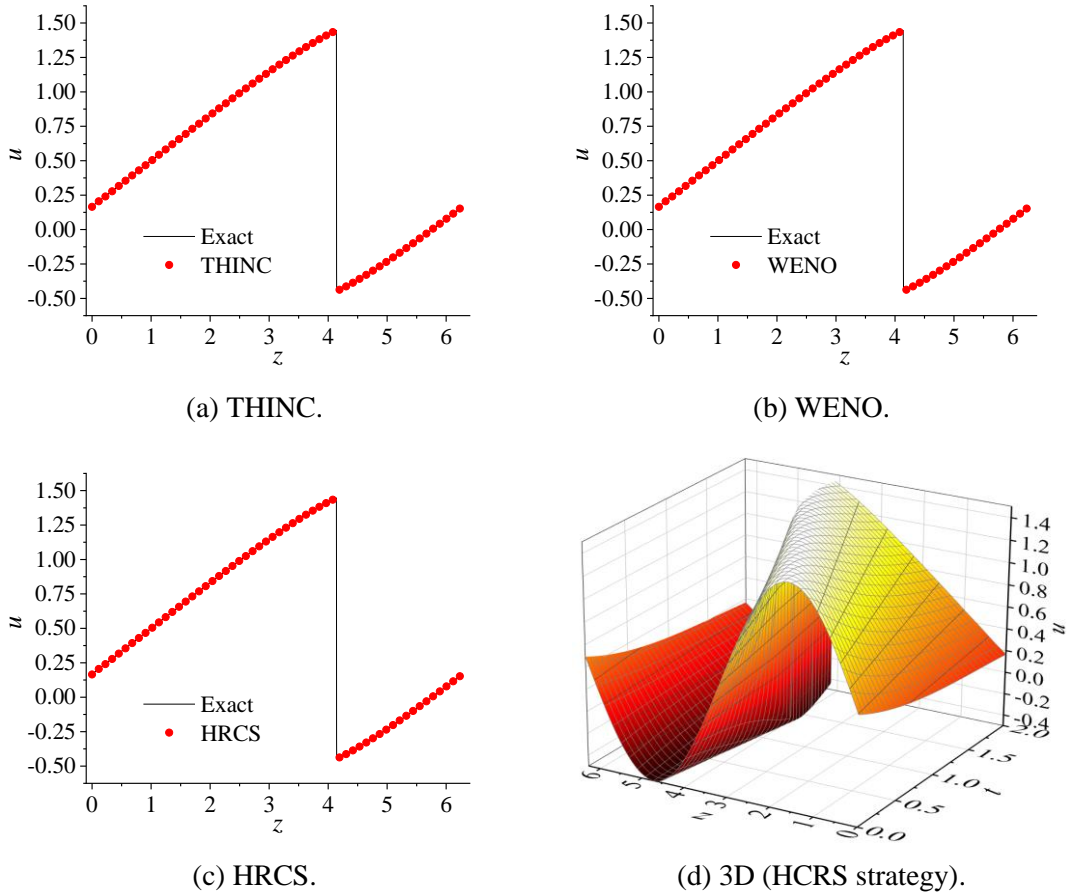 1.50
1.25
1.00
0.75
0.50
0.25
0.00
-0.25
-0.50
u
Exact
THINC
0 1 2 3 4 5 6
z
(a) THINC.
1.50
1.25
1.00
0.75
0.50
0.25
0.00
-0.25
-0.50
u
Exact
WENO
0 1 2 3 4 5 6
z
(b) WENO.
1.50
1.25
1.00
0.75
0.50
0.25
0.00
-0.25
-0.50
u
Exact
HRCS
0 1 2 3 4 5 6
z
(c) HRCS.
1.4
1.2
1.0
0.8
0.6
0.4
0.2
0.0
-0.2
-0.4
u
6 5 4 3 2 1 0
z
0.0 0.5 1.0 1.5 2.0
t
(d) 3D (HCRS strategy).